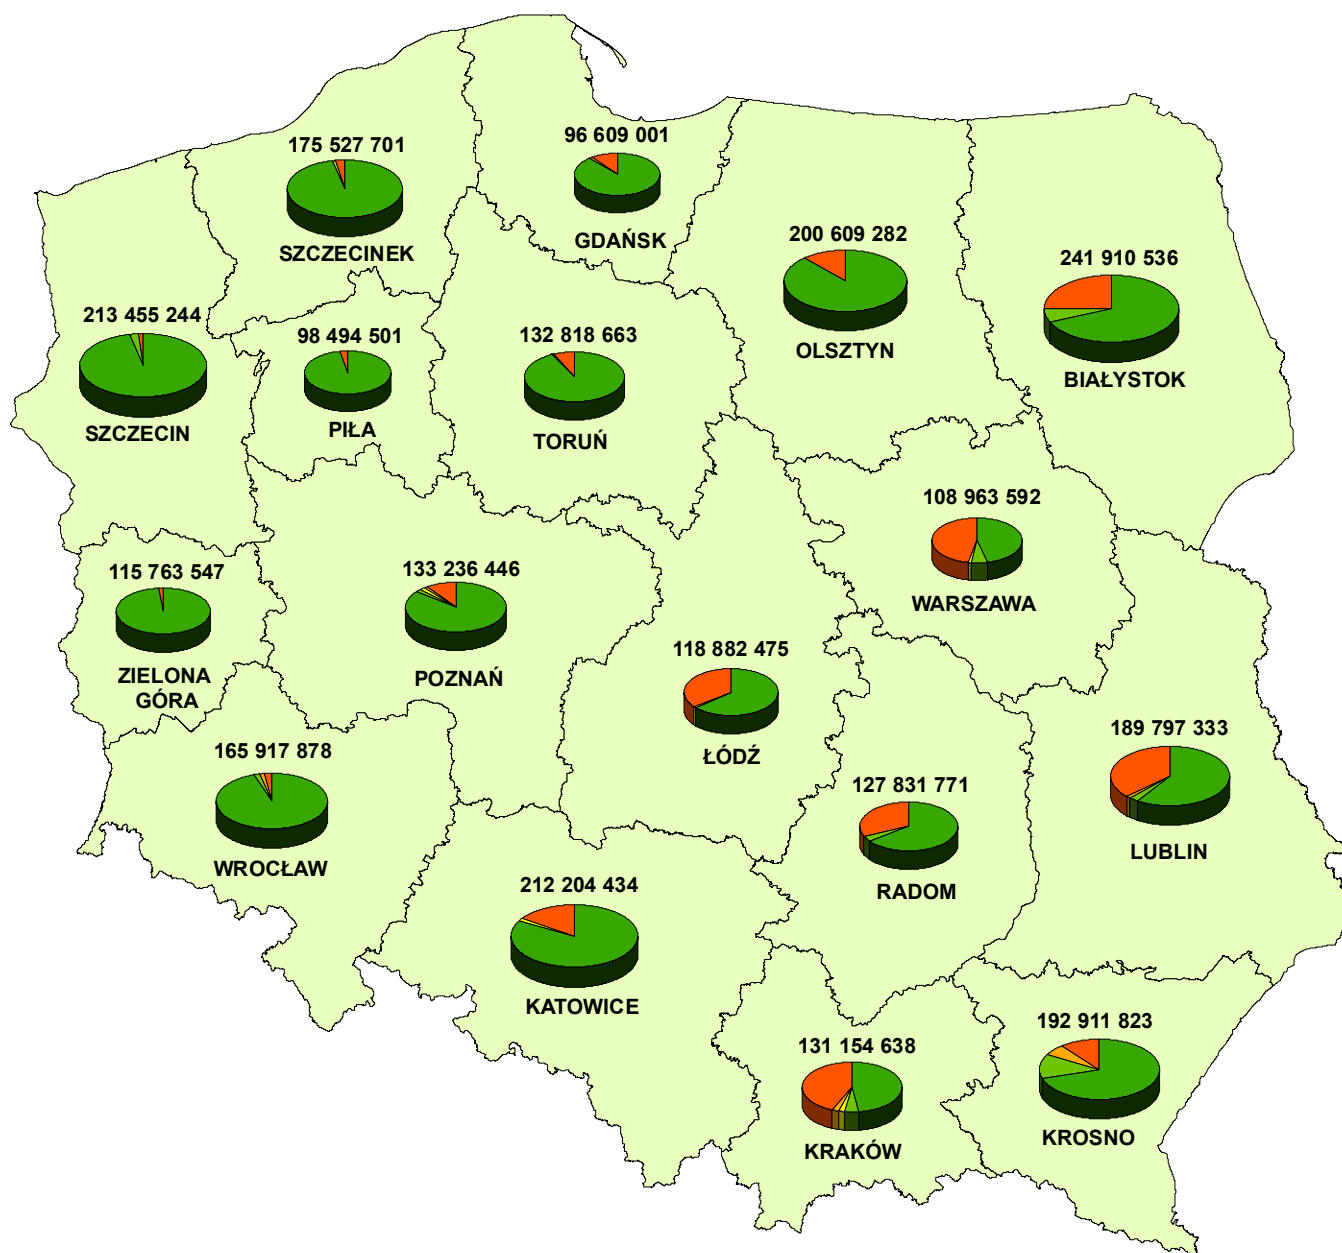 175 527 701
SZCZECINEK
96 609 001
GDAŃSK
200 609 282
OLSZTYN
241 910 536
BIAŁYSTOK
213 455 244
SZCZECIN
98 494 501
PIŁA
132 818 663
TORUŃ
108 963 592
WARSZAWA
115 763 547
ZIELONA
GÓRA
133 236 446
POZNAŃ
118 882 475
ŁÓDŹ
189 797 333
LUBLIN
165 917 878
WROCŁAW
127 831 771
RADOM
212 204 434
KATOWICE
131 154 638
KRAKÓW
192 911 823
KROSNO